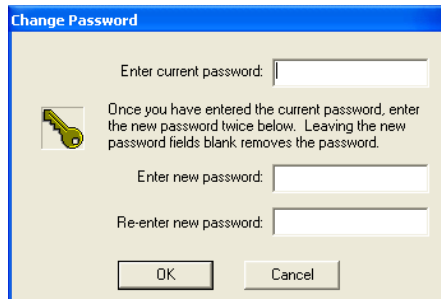 Change Password
Enter current password:
Once you have entered the current password, enter
the new password twice below. Leaving the new
password fields blank removes the password.
Enter new password:
Re-enter new password:
OK Cancel